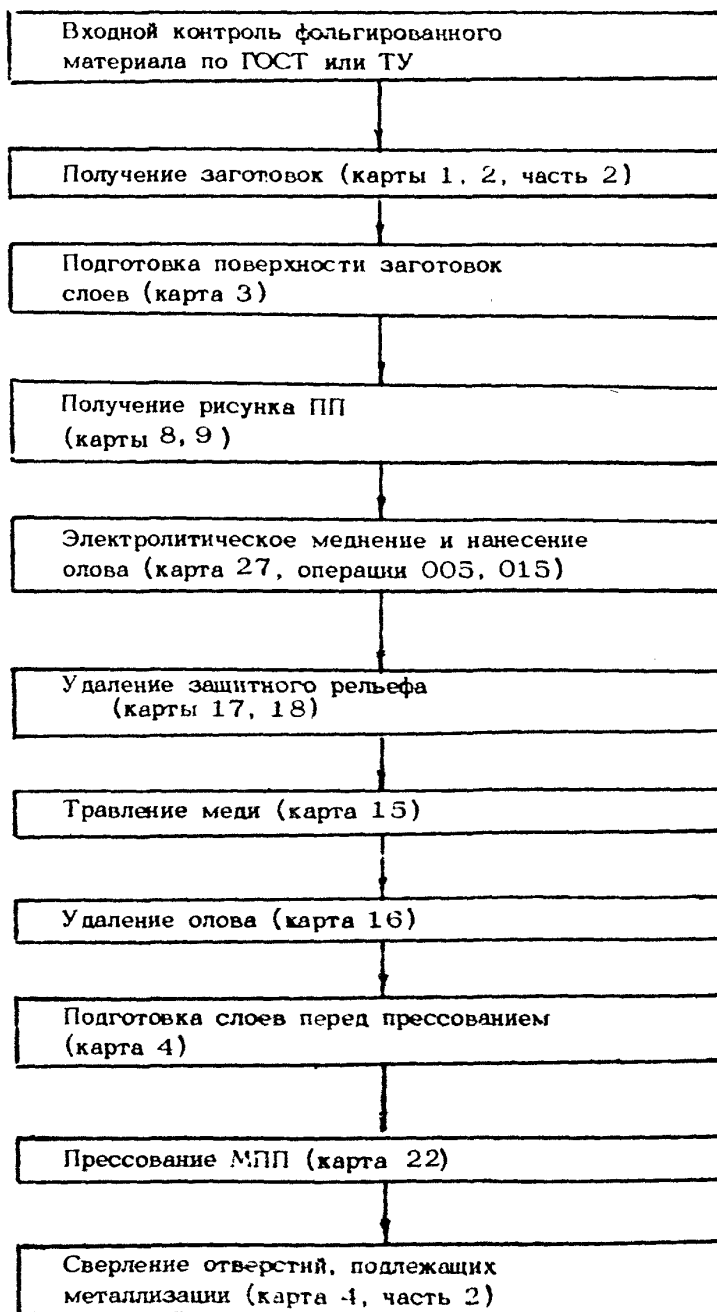 Входной контроль фольгированного
материала по ГОСТ или ТУ
Получение заготовок (карты 1, 2, часть 2)
Подготовка поверхности заготовок
слоев (карта 3)
Получение рисунка ПП
(карты 8, 9)
Электролитическое меднение и нанесение
олова (карта 27, операции 005, 015)
Удаление защитного рельефа
(карты 17, 18)
Травление меди (карта 15)
Удаление олова (карта 16)
Подготовка слоев перед прессованием
(карта 4)
Прессование МПП (карта 22)
Сверление отверстий, подлежащих
металлизации (карта 4, часть 2)